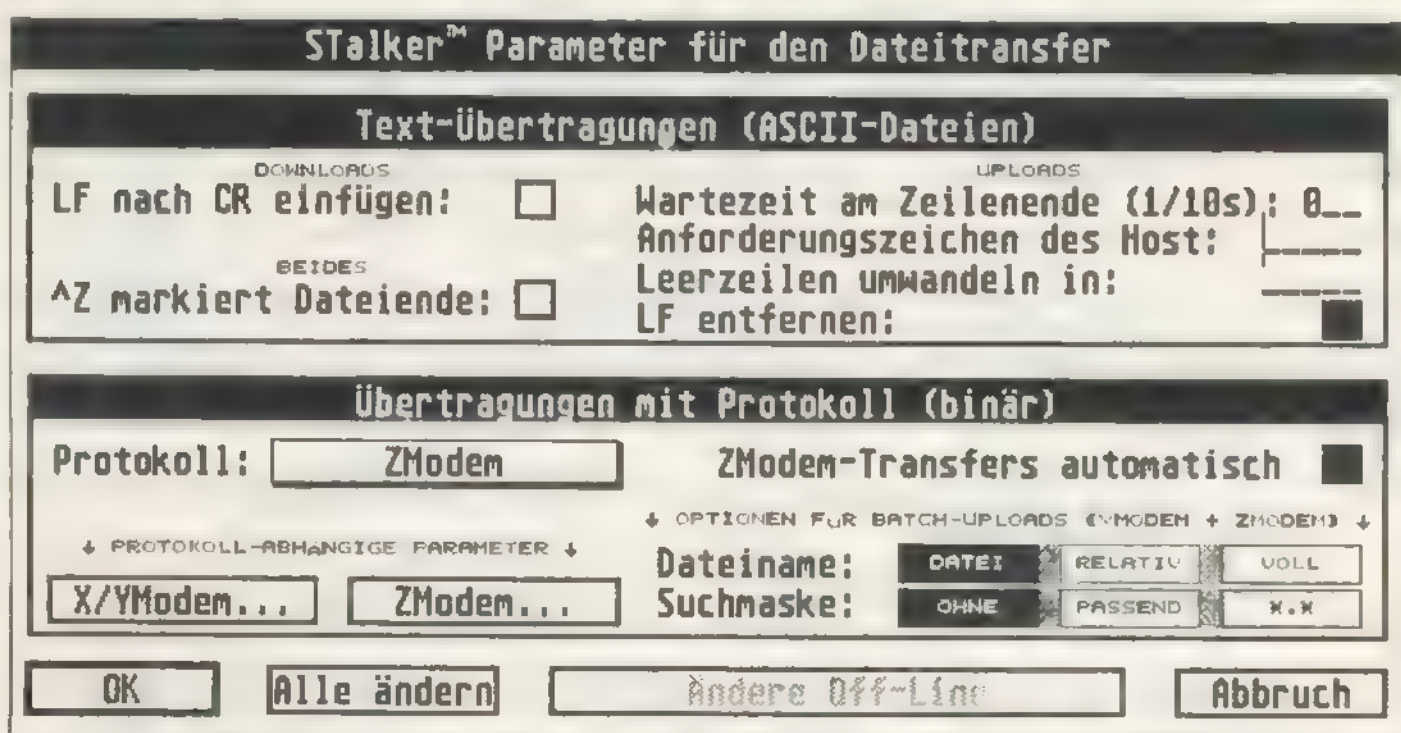 STalker™ Parameter für den Dateitransfer
Text-Übertragungen (ASCII-Dateien)
DOWNLOADS
LF nach CR einfügen:
BEIDES
^Z markiert Dateiende:
UPLOADS
Wartezeit am Zeilenende (1/10s): 0__
Anforderungszeichen des Host: ____
Leerzeilen umwandeln in: ____
LF entfernen:
Übertragungen mit Protokoll (binär)
Protokoll: ZModem
ZModem-Transfers automatisch
↓ PROTOKOLL-ABHÄNGIGE PARAMETER ↓
X/YModem... ZModem...
↓ OPTIONEN FÜR BATCH-UPLOADS (YMODEM + ZMODEM) ↓
Dateiname: DATEI RELATIV VOLL
Suchmaske: OHNE PASSEND *.*
OK Alle ändern Ändere Off-Line Abbruch